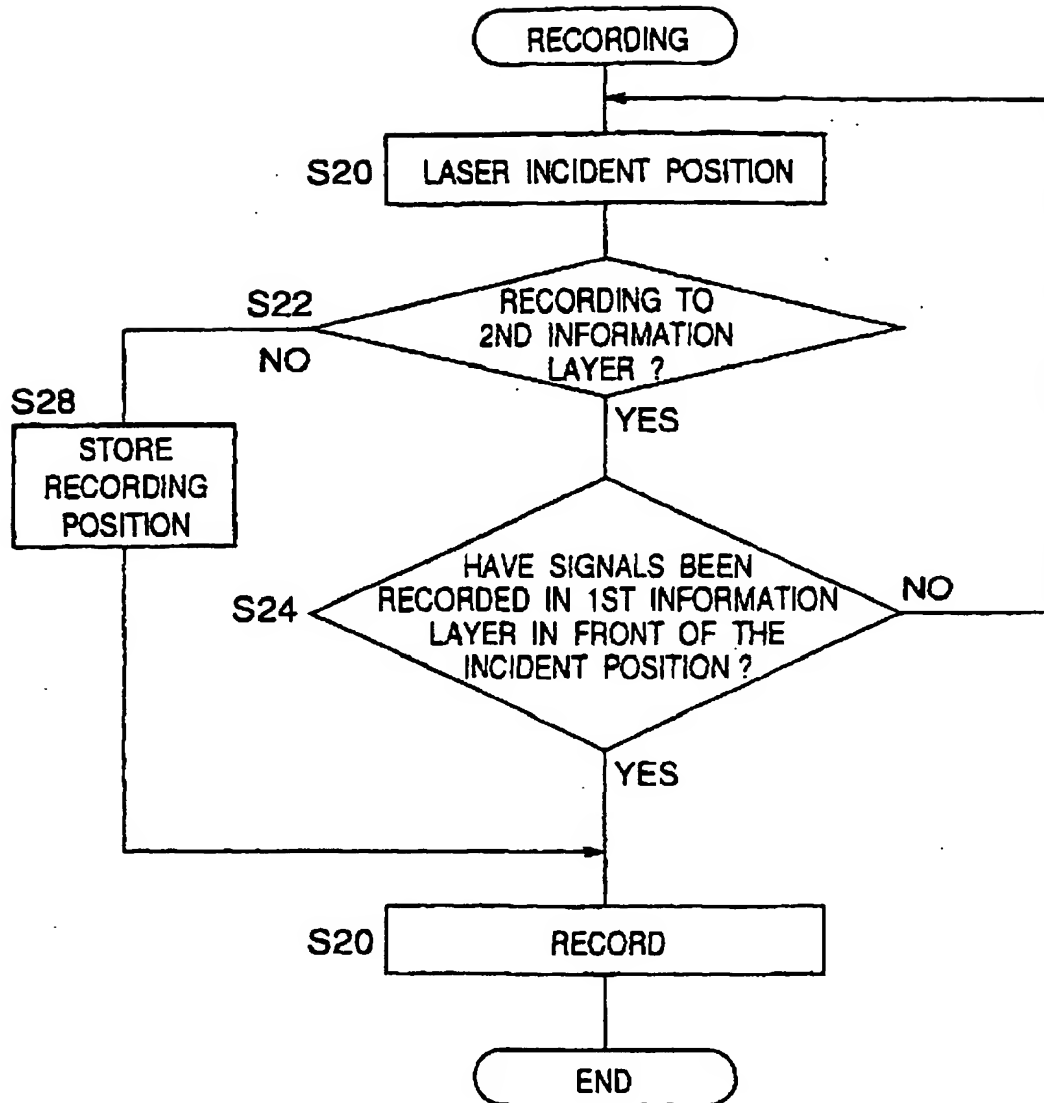 RECORDING
S20
LASER INCIDENT POSITION
S22
RECORDING TO
2ND INFORMATION
LAYER ?
NO
YES
S28
STORE
RECORDING
POSITION
S24
HAVE SIGNALS BEEN
RECORDED IN 1ST INFORMATION
LAYER IN FRONT OF THE
INCIDENT POSITION ?
NO
YES
S20
RECORD
END